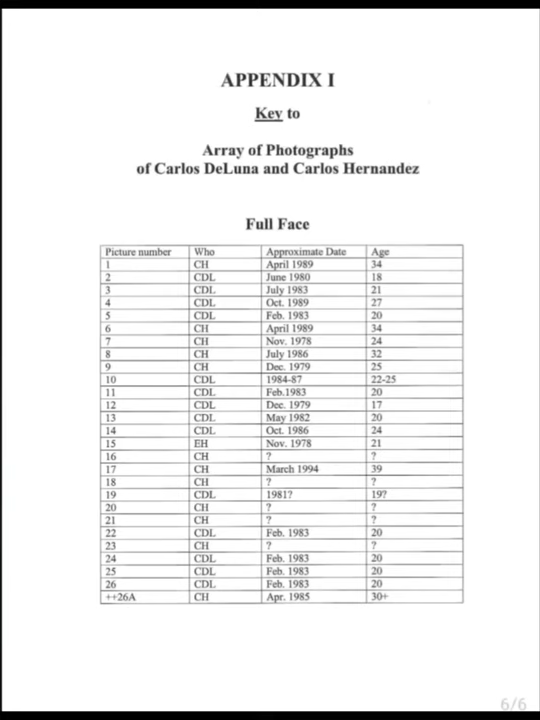 APPENDIX I
Key to
Array of Photographs
of Carlos DeLuna and Carlos Hernandez
Full Face
Picture number Who Approximate Date Age
1 CH April 1989 34
2 CDL June 1980 18
3 CDL July 1983 21
4 CDL Oct. 1989 27
5 CDL Feb. 1983 20
6 CH April 1989 34
7 CH Nov. 1978 24
8 CH July 1986 32
9 CH Dec. 1979 25
10 CDL 1984-87 22-25
11 CDL Feb.1983 20
12 CDL Dec. 1979 17
13 CDL May 1982 20
14 CDL Oct. 1986 24
15 EH Nov. 1978 21
16 CH ? ?
17 CH March 1994 39
18 CH ? ?
19 CDL 1981? 19?
20 CH ? ?
21 CH ? ?
22 CDL Feb. 1983 20
23 CH ? ?
24 CDL Feb. 1983 20
25 CDL Feb. 1983 20
26 CDL Feb. 1983 20
++26A CH Apr. 1985 30+
6/6